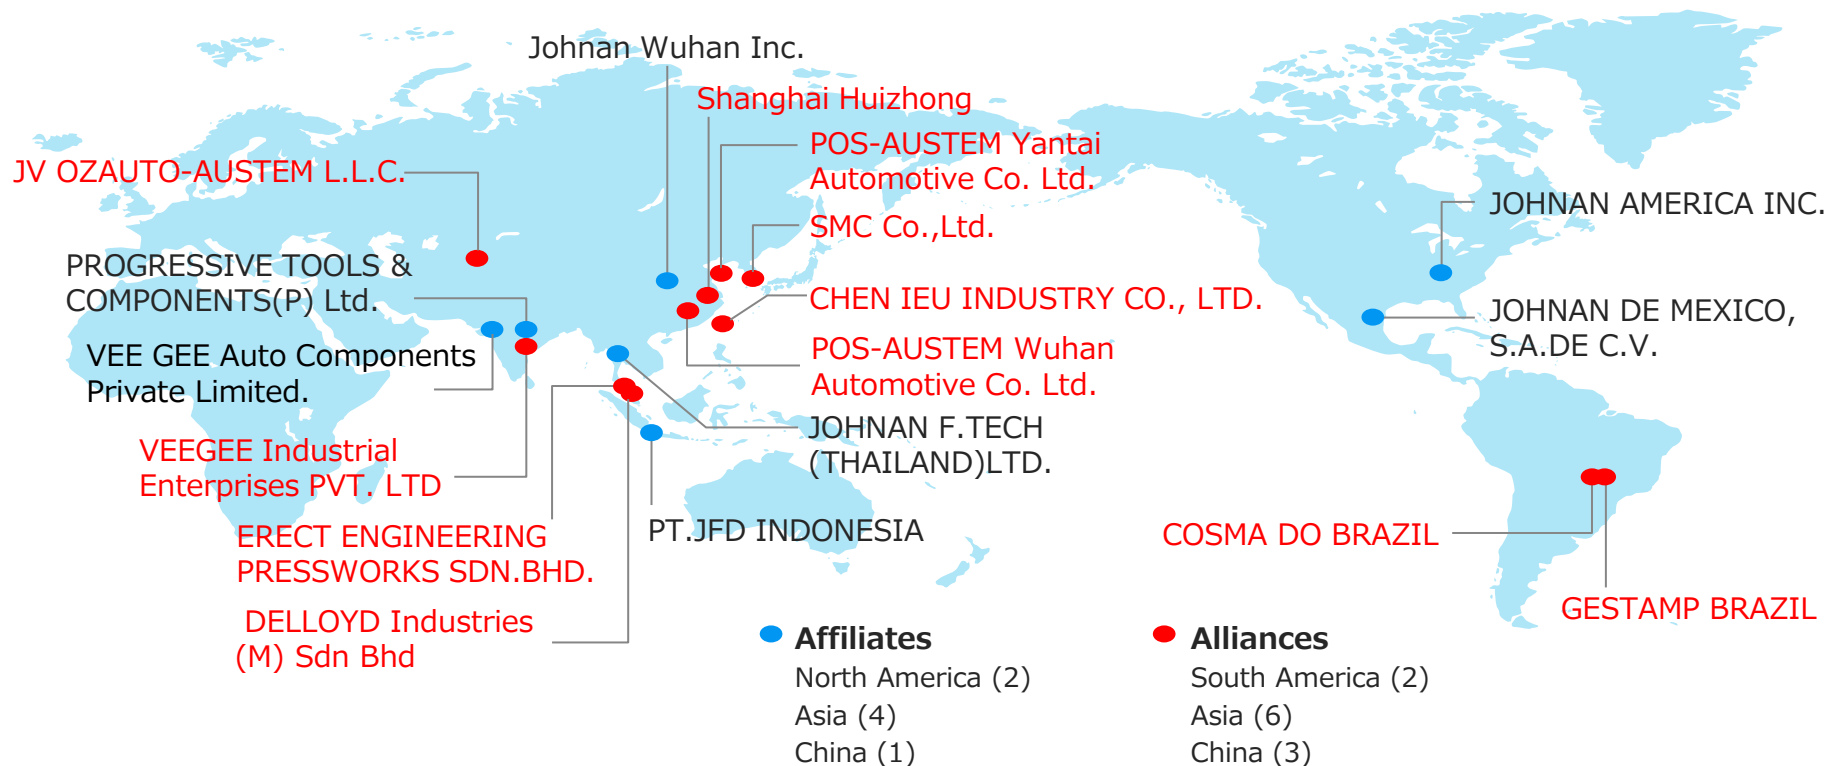 Johnan Wuhan Inc.
Shanghai Huizhong
POS-AUSTEM Yantai
Automotive Co. Ltd.
JV OZAUTO-AUSTEM L.L.C.
SMC Co.,Ltd.
JOHNAN AMERICA INC.
PROGRESSIVE TOOLS &
COMPONENTS(P) Ltd.
CHEN IEU INDUSTRY CO., LTD.
JOHNAN DE MEXICO,
S.A.DE C.V.
VEE GEE Auto Components
Private Limited.
POS-AUSTEM Wuhan
Automotive Co. Ltd.
JOHNAN F.TECH
(THAILAND)LTD.
VEEGEE Industrial
Enterprises PVT. LTD
ERECT ENGINEERING
PRESSWORKS SDN.BHD.
PT.JFD INDONESIA
COSMA DO BRAZIL
GESTAMP BRAZIL
DELLOYD Industries
(M) Sdn Bhd
Affiliates
North America (2)
Asia (4)
China (1)
Alliances
South America (2)
Asia (6)
China (3)